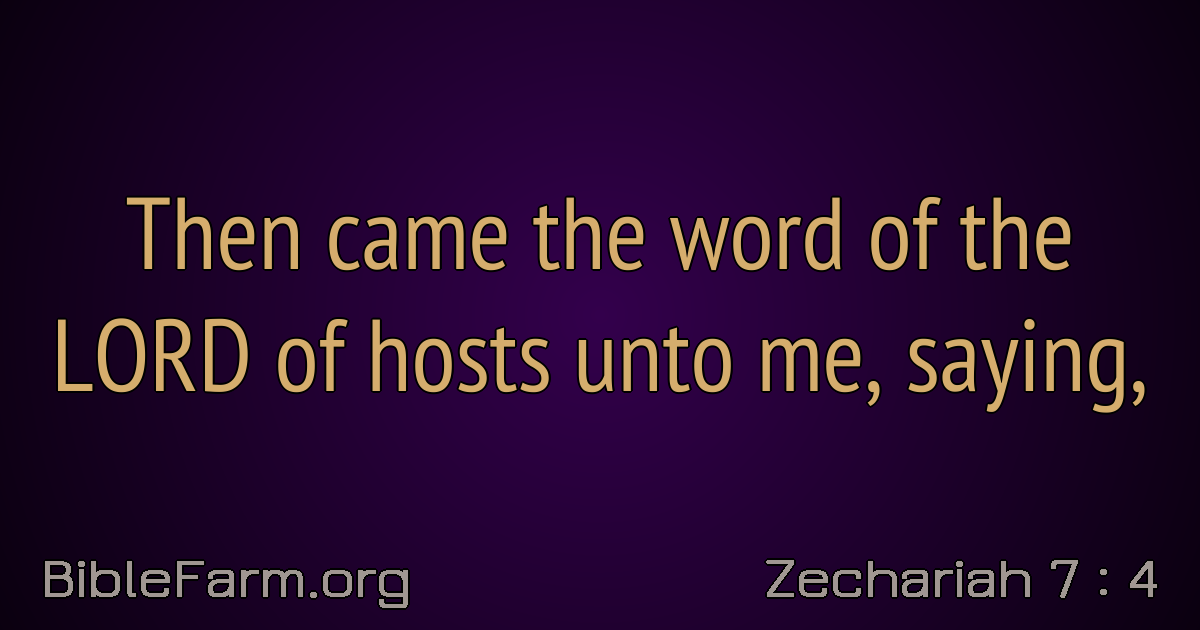 Then came the word of the
LORD of hosts unto me, saying,
BibleFarm.org
Zechariah 7 : 4